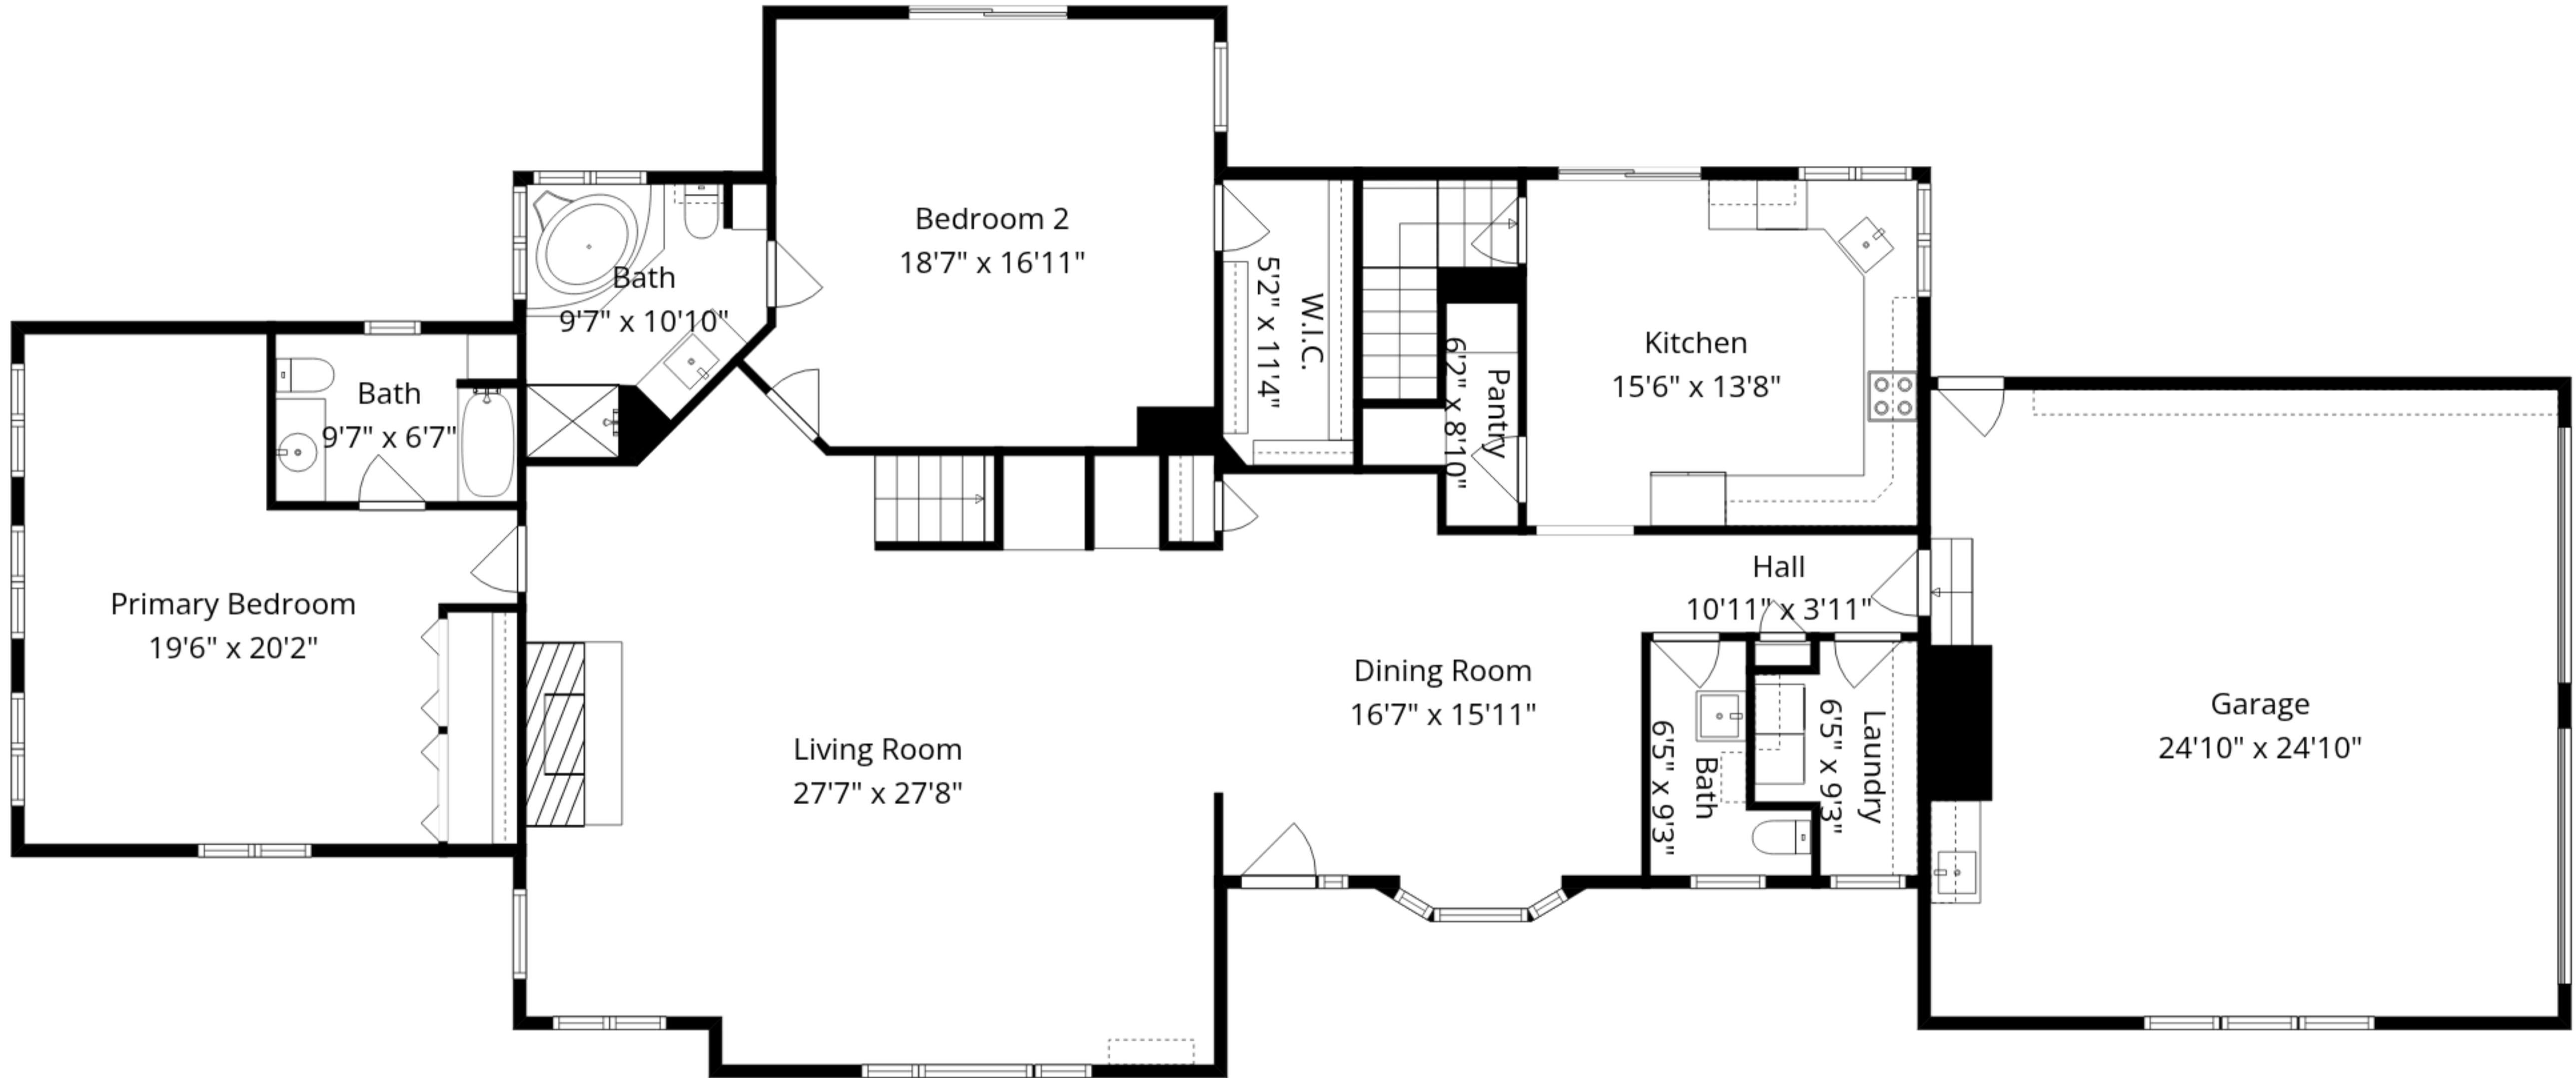 Bedroom 2
18'7" x 16'11"
Bath
9'7" x 10'10"
W.I.C.
5'2" x 11'4"
Kitchen
15'6" x 13'8"
Pantry
6'2" x 8'10"
Bath
9'7" x 6'7"
Primary Bedroom
19'6" x 20'2"
Hall
10'11" x 3'11"
Dining Room
16'7" x 15'11"
Living Room
27'7" x 27'8"
Bath
6'5" x 9'3"
Laundry
6'5" x 9'3"
Garage
24'10" x 24'10"